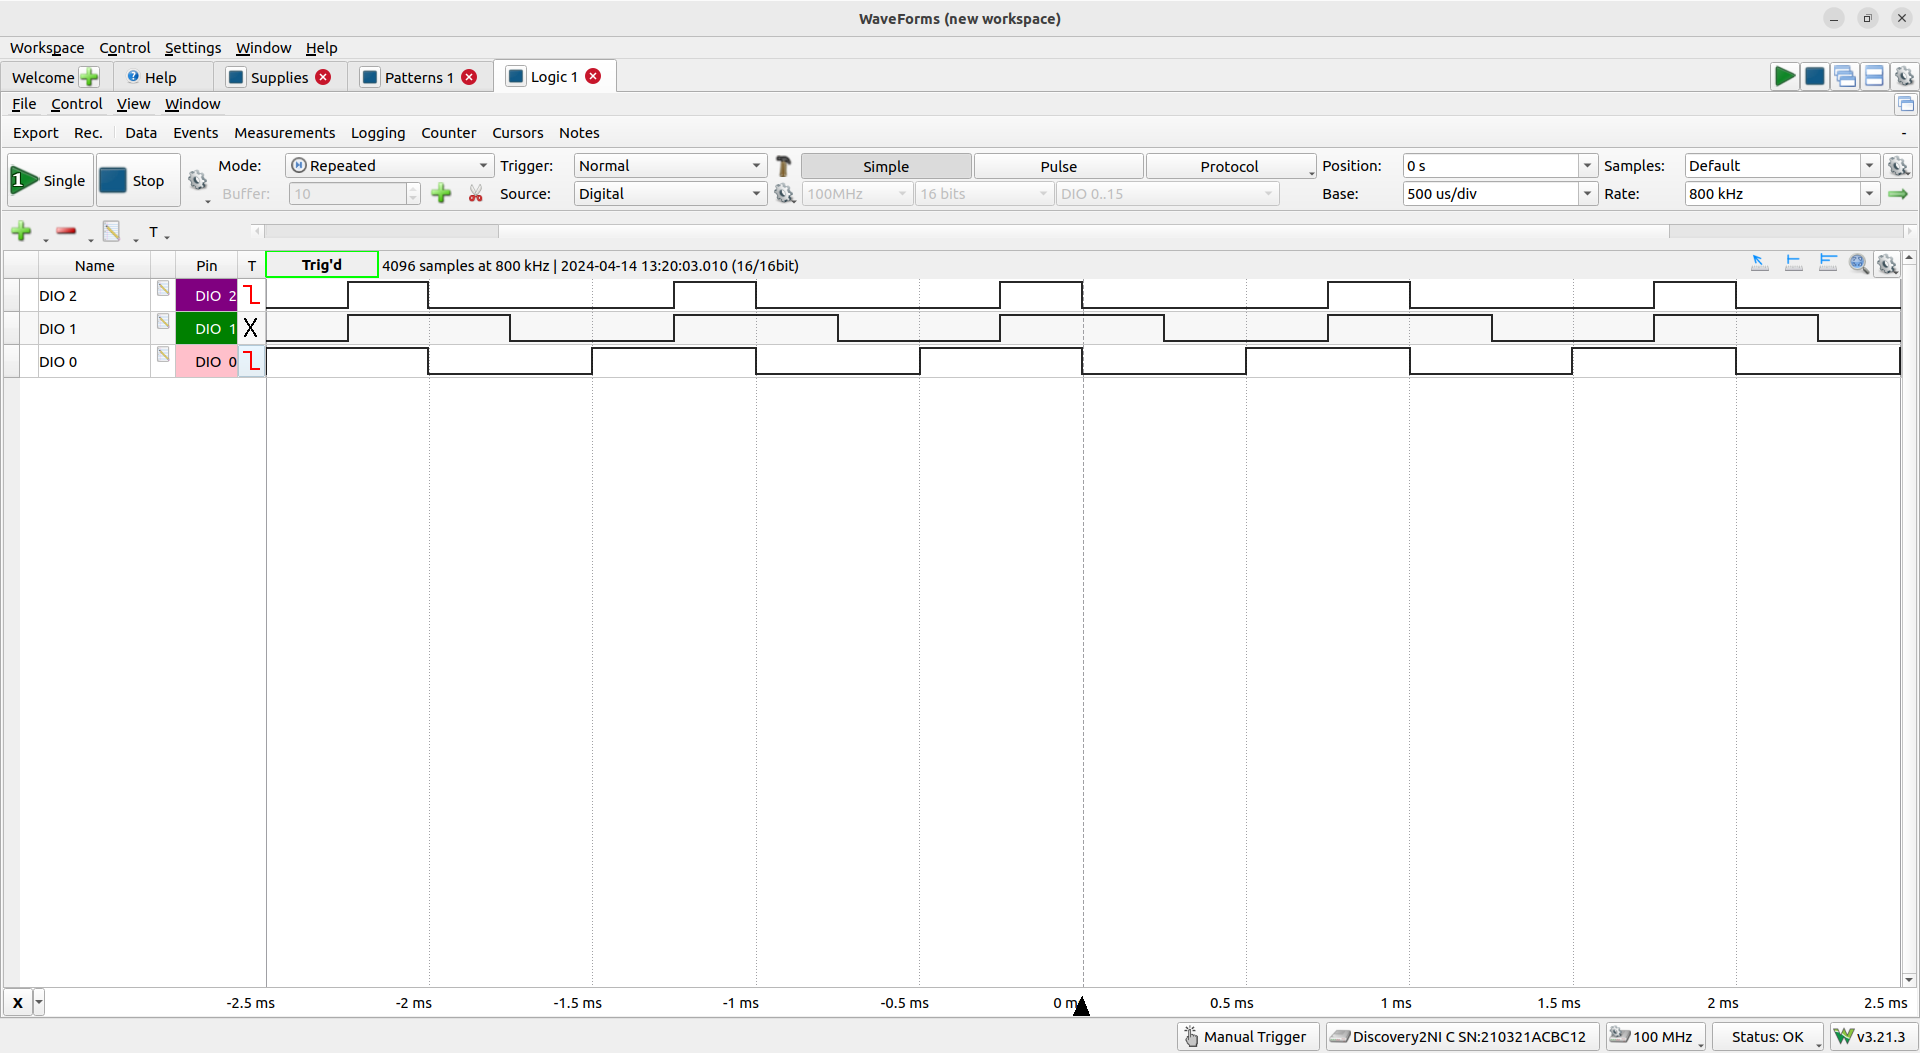 WaveForms (new workspace)
Workspace Control Settings Window Help
Welcome Help Supplies Patterns 1 Logic 1
File Control View Window
Export Rec. Data Events Measurements Logging Counter Cursors Notes -
1 Single Stop Mode: Repeated Trigger: Normal Simple Pulse Protocol Position: 0 s Samples: Default
Buffer: 10 Source: Digital 100MHz 16 bits DIO 0..15 Base: 500 us/div Rate: 800 kHz
T
Name Pin T Trig'd 4096 samples at 800 kHz | 2024-04-14 13:20:03.010 (16/16bit)
DIO 2 DIO 2
DIO 1 DIO 1 X
DIO 0 DIO 0
X -2.5 ms -2 ms -1.5 ms -1 ms -0.5 ms 0 m 0.5 ms 1 ms 1.5 ms 2 ms 2.5 ms
Manual Trigger Discovery2NI C SN:210321ACBC12 100 MHz Status: OK W v3.21.3